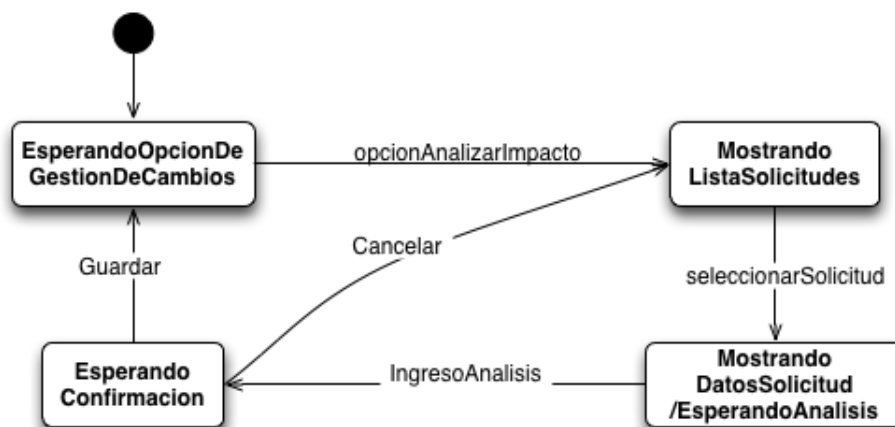 EsperandoOpcionDe
GestionDeCambios
opcionAnalizarImpacto
Mostrando
ListaSolicitudes
Cancelar
Guardar
seleccionarSolicitud
Esperando
Confirmacion
IngresoAnalisis
Mostrando
DatosSolicitud
/EsperandoAnalisis